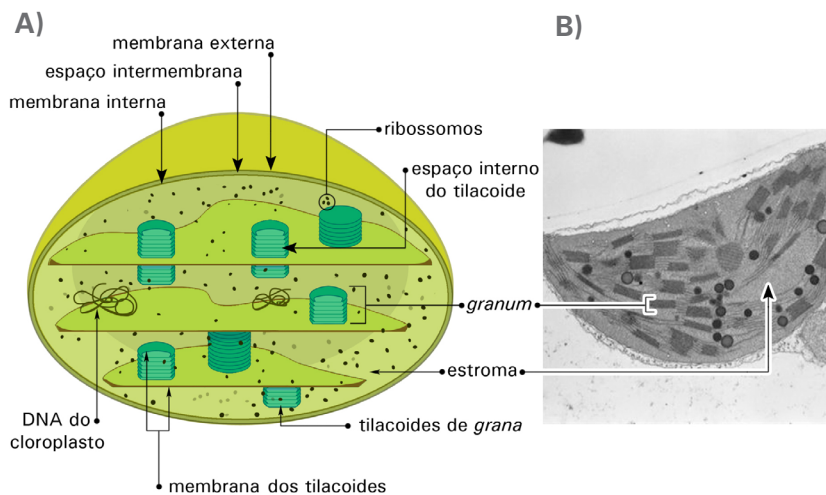 A)
B)
membrana externa
espaço intermembrana
membrana interna
ribossomos
espaço interno
do tilacoide
granum
estroma
DNA do
cloroplasto
tilacoides de grana
membrana dos tilacoides